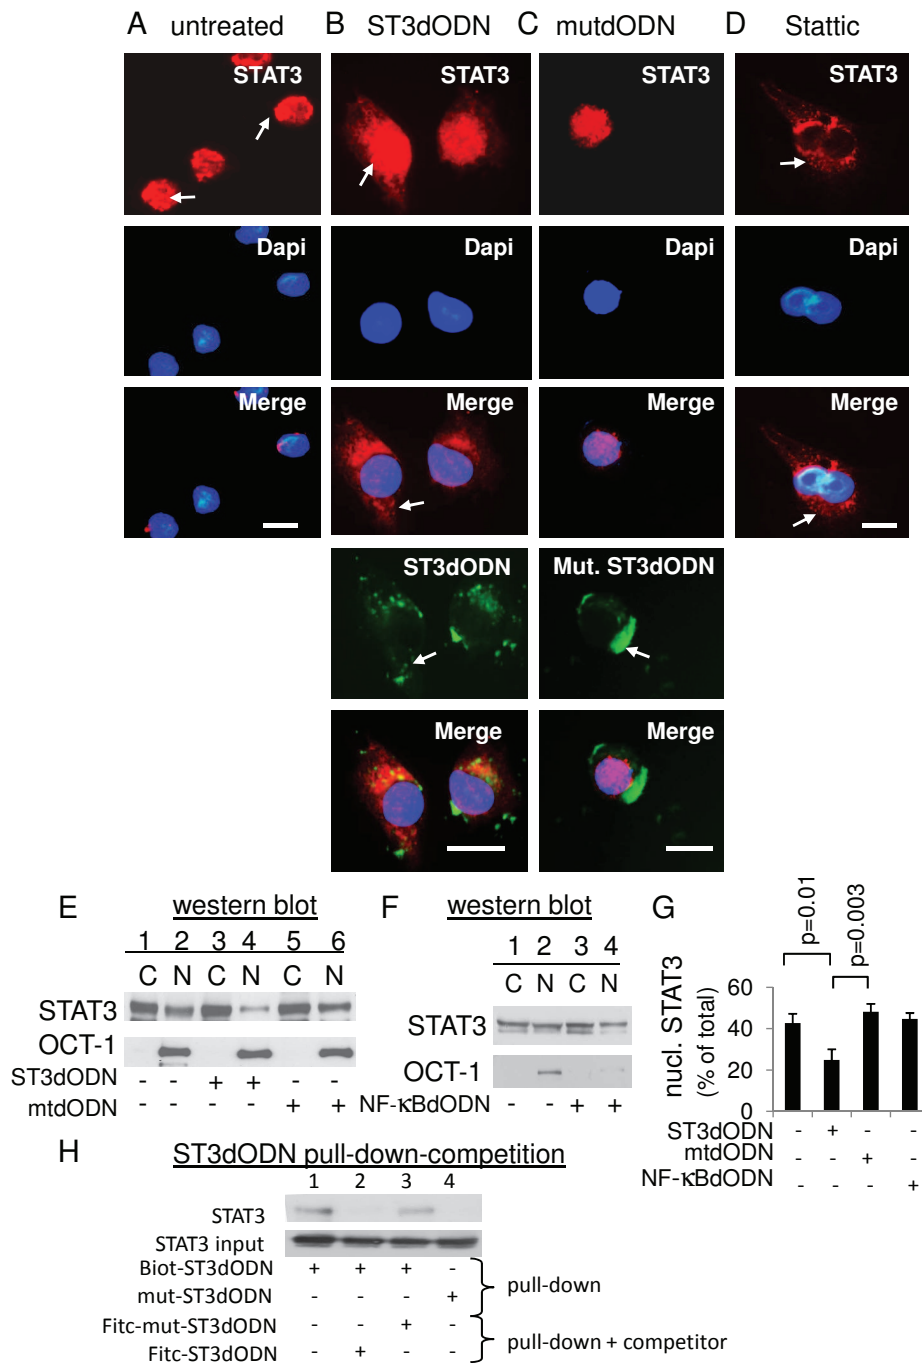 A untreated B ST3dODN C mutdODN D Stattic
STAT3 STAT3 STAT3 STAT3
Dapi Dapi Dapi Dapi
Merge Merge Merge Merge
ST3dODN Mut. ST3dODN
Merge Merge
E western blot
1 2 3 4 5 6
C N C N C N
STAT3
OCT-1
ST3dODN - - + + - -
mtdODN - - - - + +
F western blot
1 2 3 4
C N C N
STAT3
OCT-1
NF-κBdODN - - + +
G
p=0.01
p=0.003
nucl. STAT3
(% of total)
60
40
20
0
ST3dODN - + - -
mtdODN - - + -
NF-κBdODN - - - +
H ST3dODN pull-down-competition
1 2 3 4
STAT3
STAT3 input
Biot-ST3dODN + + + -
mut-ST3dODN - - - +
pull-down
Fitc-mut-ST3dODN - - + -
Fitc-ST3dODN - + - -
pull-down + competitor